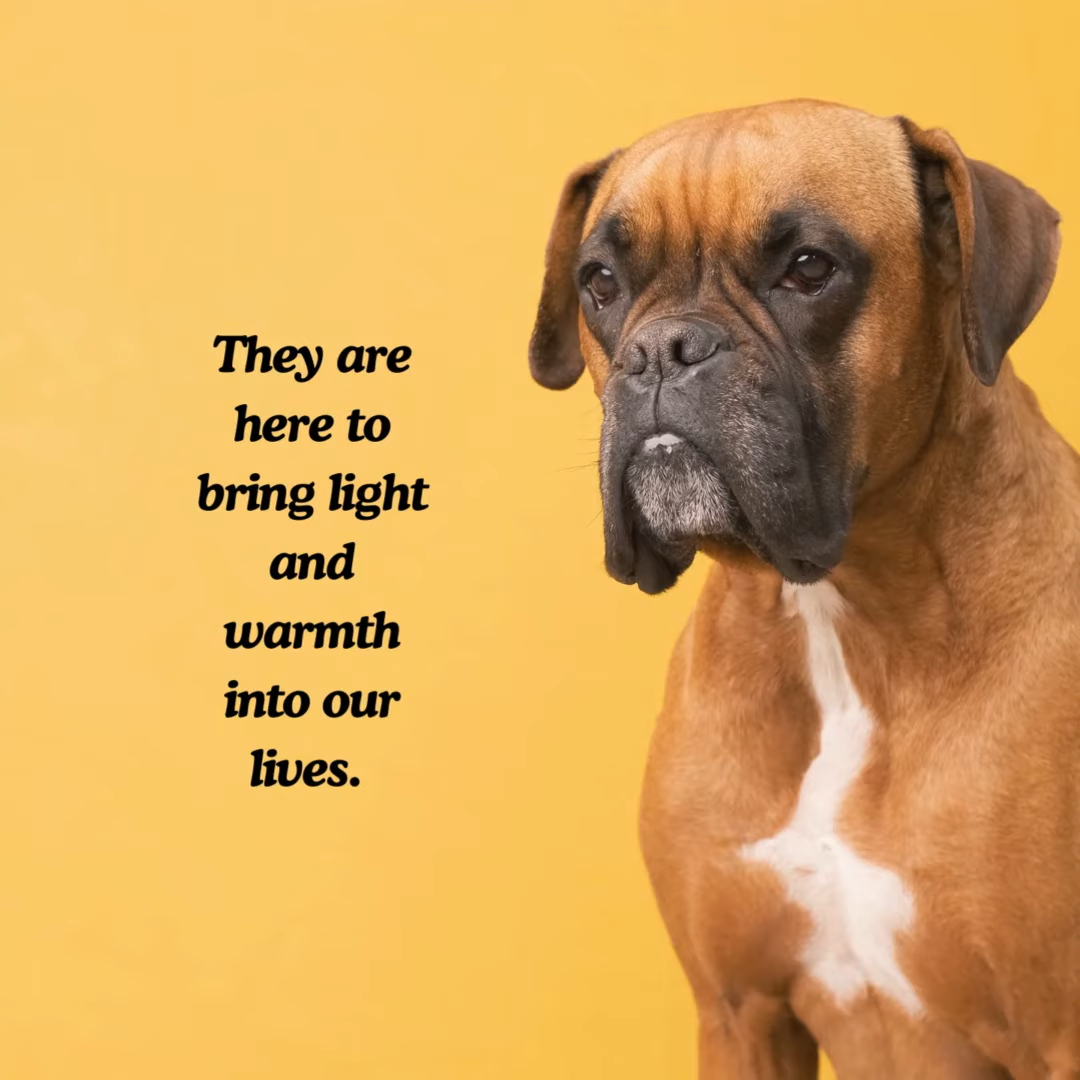 They are
here to
bring light
and
warmth
into our
lives.